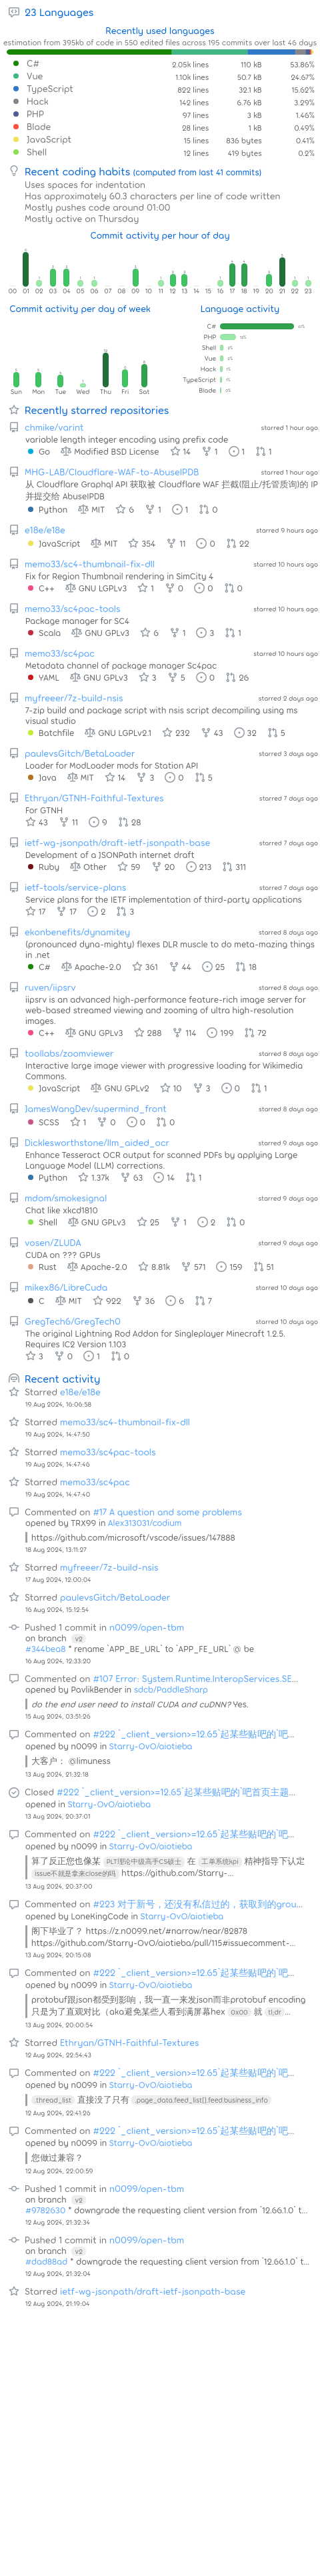 23 Languages
Recently used languages
estimation from 395kb of code in 550 edited files across 195 commits over last 46 days
C# 2.05k lines 110 kB 53.86%
Vue 1.10k lines 50.7 kB 24.67%
TypeScript 822 lines 32.1 kB 15.62%
Hack 142 lines 6.76 kB 3.29%
PHP 97 lines 3 kB 1.46%
Blade 28 lines 1 kB 0.49%
JavaScript 15 lines 836 bytes 0.41%
Shell 12 lines 419 bytes 0.2%
Recent coding habits (computed from last 41 commits)
Uses spaces for indentation
Has approximately 60.3 characters per line of code written
Mostly pushes code around 01:00
Mostly active on Thursday
Commit activity per hour of day
00 01 02 03 04 05 06 07 08 09 10 11 12 13 14 15 16 17 18 19 20 21 22 23
Commit activity per day of week
Sun Mon Tue Wed Thu Fri Sat
Language activity
C#
PHP
Shell
Vue
Hack
TypeScript
Blade
Recently starred repositories
chmike/varint starred 1 hour ago
variable length integer encoding using prefix code
Go Modified BSD License 14 1 1 1
MHG-LAB/Cloudflare-WAF-to-AbuseIPDB starred 1 hour ago
从 Cloudflare Graphql API 获取被 Cloudflare WAF 拦截(阻止/托管质询)的 IP
并提交给 AbuseIPDB
Python MIT 6 1 1 0
e18e/e18e starred 9 hours ago
JavaScript MIT 354 11 0 22
memo33/sc4-thumbnail-fix-dll starred 10 hours ago
Fix for Region Thumbnail rendering in SimCity 4
C++ GNU LGPLv3 1 0 0 0
memo33/sc4pac-tools starred 10 hours ago
Package manager for SC4
Scala GNU GPLv3 6 1 3 1
memo33/sc4pac starred 10 hours ago
Metadata channel of package manager Sc4pac
YAML GNU GPLv3 3 5 0 26
myfreeer/7z-build-nsis starred 2 days ago
7-zip build and package script with nsis script decompiling using ms
visual studio
Batchfile GNU LGPLv2.1 232 43 32 5
paulevsGitch/BetaLoader starred 3 days ago
Loader for ModLoader mods for Station API
Java MIT 14 3 0 5
Ethryan/GTNH-Faithful-Textures starred 7 days ago
For GTNH
43 11 9 28
ietf-wg-jsonpath/draft-ietf-jsonpath-base starred 7 days ago
Development of a JSONPath internet draft
Ruby Other 59 20 213 311
ietf-tools/service-plans starred 7 days ago
Service plans for the IETF implementation of third-party applications
17 17 2 3
ekonbenefits/dynamitey starred 8 days ago
(pronounced dyna-mighty) flexes DLR muscle to do meta-mazing things
in .net
C# Apache-2.0 361 44 25 18
ruven/iipsrv starred 8 days ago
iipsrv is an advanced high-performance feature-rich image server for
web-based streamed viewing and zooming of ultra high-resolution
images.
C++ GNU GPLv3 288 114 199 72
toollabs/zoomviewer starred 8 days ago
Interactive large image viewer with progressive loading for Wikimedia
Commons.
JavaScript GNU GPLv2 10 3 0 1
JamesWangDev/supermind_front starred 8 days ago
SCSS 1 0 0 0
Dicklesworthstone/llm_aided_ocr starred 9 days ago
Enhance Tesseract OCR output for scanned PDFs by applying Large
Language Model (LLM) corrections.
Python 1.37k 63 14 1
mdom/smokesignal starred 9 days ago
Chat like xkcd1810
Shell GNU GPLv3 25 1 2 0
vosen/ZLUDA starred 9 days ago
CUDA on ??? GPUs
Rust Apache-2.0 8.81k 571 159 51
mikex86/LibreCuda starred 10 days ago
C MIT 922 36 6 7
GregTech6/GregTech0 starred 10 days ago
The original Lightning Rod Addon for Singleplayer Minecraft 1.2.5.
Requires IC2 Version 1.103
3 0 1 0
Recent activity
Starred e18e/e18e
19 Aug 2024, 16:06:58
Starred memo33/sc4-thumbnail-fix-dll
19 Aug 2024, 14:47:50
Starred memo33/sc4pac-tools
19 Aug 2024, 14:47:46
Starred memo33/sc4pac
19 Aug 2024, 14:47:40
Commented on #17 A question and some problems
opened by TRX99 in Alex313031/codium
https://github.com/microsoft/vscode/issues/147888
18 Aug 2024, 13:11:27
Starred myfreeer/7z-build-nsis
17 Aug 2024, 12:00:04
Starred paulevsGitch/BetaLoader
16 Aug 2024, 15:12:54
Pushed 1 commit in n0099/open-tbm
on branch v2
#344bea8 * rename `APP_BE_URL` to `APP_FE_URL` @ be
16 Aug 2024, 12:33:20
Commented on #107 Error: System.Runtime.InteropServices.SE...
opened by PavlikBender in sdcb/PaddleSharp
do the end user need to install CUDA and cuDNN? Yes.
15 Aug 2024, 03:51:26
Commented on #222 `_client_version>=12.65`起某些贴吧的`吧...
opened by n0099 in Starry-OvO/aiotieba
大客户： @limuness
13 Aug 2024, 21:32:18
Closed #222 `_client_version>=12.65`起某些贴吧的`吧首页主题...
opened in Starry-OvO/aiotieba
13 Aug 2024, 20:37:01
Commented on #222 `_client_version>=12.65`起某些贴吧的`吧...
opened by n0099 in Starry-OvO/aiotieba
算了反正您也像某 PLT理论中级高手CS硕士 在 工单系统hpi 精神指导下认定
issue不就是拿来close的吗 https://github.com/Starry-...
13 Aug 2024, 20:37:00
Commented on #223 对于新号，还没有私信过的，获取到的grou...
opened by LoneKingCode in Starry-OvO/aiotieba
阁下毕业了？ https://z.n0099.net/#narrow/near/82878
https://github.com/Starry-OvO/aiotieba/pull/115#issuecomment-...
13 Aug 2024, 20:15:08
Commented on #222 `_client_version>=12.65`起某些贴吧的`吧...
opened by n0099 in Starry-OvO/aiotieba
protobuf跟json都受到影响，我一直一来发json而非protobuf encoding
只是为了直观对比（aka避免某些人看到满屏幕hex 0x00 就 tl;dr...
13 Aug 2024, 20:00:54
Starred Ethryan/GTNH-Faithful-Textures
12 Aug 2024, 22:54:43
Commented on #222 `_client_version>=12.65`起某些贴吧的`吧...
opened by n0099 in Starry-OvO/aiotieba
.thread_list 直接没了只有 .page_data.feed_list[].feed.business_info
12 Aug 2024, 22:41:26
Commented on #222 `_client_version>=12.65`起某些贴吧的`吧...
opened by n0099 in Starry-OvO/aiotieba
您做过兼容？
12 Aug 2024, 22:00:59
Pushed 1 commit in n0099/open-tbm
on branch v2
#9782630 * downgrade the requesting client version from `12.66.1.0` t...
12 Aug 2024, 21:32:34
Pushed 1 commit in n0099/open-tbm
on branch v2
#dad88ad * downgrode the requesting client version from `12.66.1.0` t...
12 Aug 2024, 21:32:04
Starred ietf-wg-jsonpath/draft-ietf-jsonpath-base
12 Aug 2024, 21:19:04